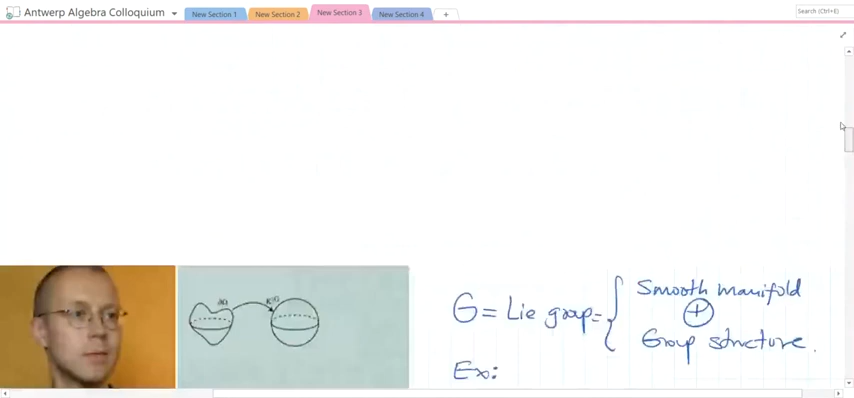 Antwerp Algebra Colloquium
New Section 1
New Section 2
New Section 3
New Section 4
+
Search (Ctrl+E)
G = Lie group = { Smooth manifold
⊕
Group structure.
Ex: